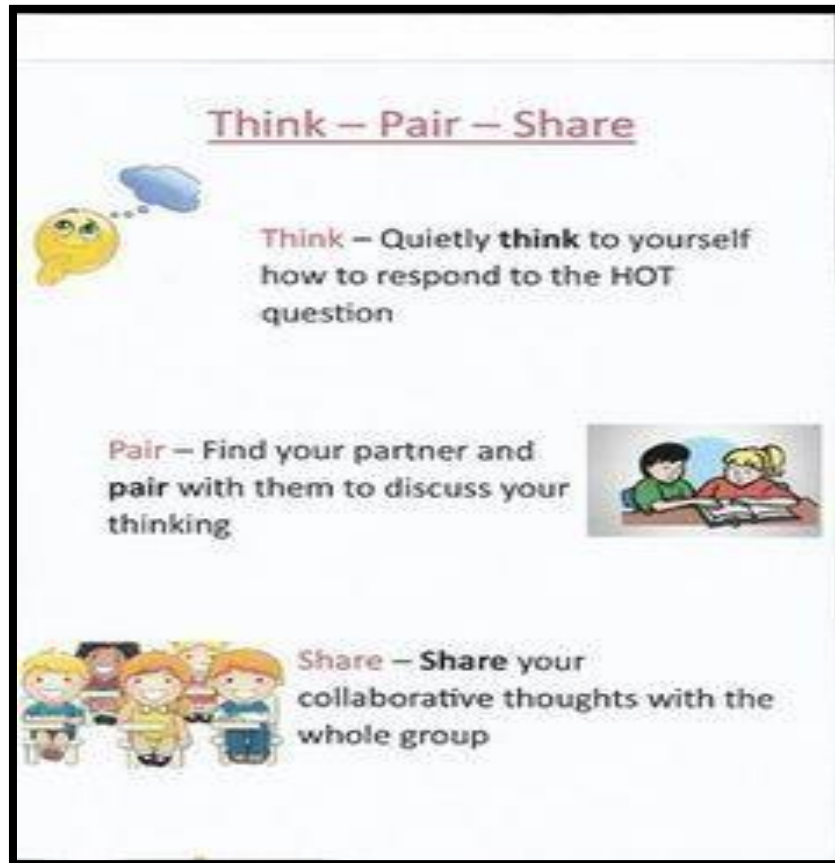 Think – Pair – Share
Think – Quietly think to yourself
how to respond to the HOT
question
Pair – Find your partner and
pair with them to discuss your
thinking
Share – Share your
collaborative thoughts with the
whole group